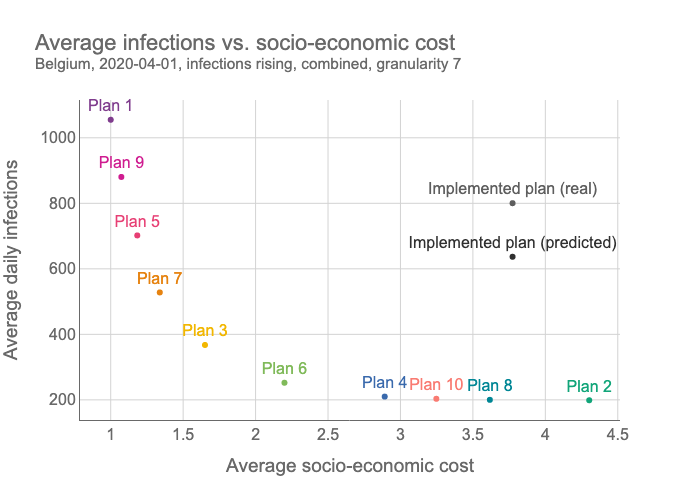 Average infections vs. socio-economic cost
Belgium, 2020-04-01, infections rising, combined, granularity 7
Average daily infections
1000
800
600
400
200
Plan 1
Plan 9
Plan 5
Plan 7
Plan 3
Plan 6
Plan 4
Plan 10
Plan 8
Plan 2
Implemented plan (real)
Implemented plan (predicted)
1 1.5 2 2.5 3 3.5 4 4.5
Average socio-economic cost